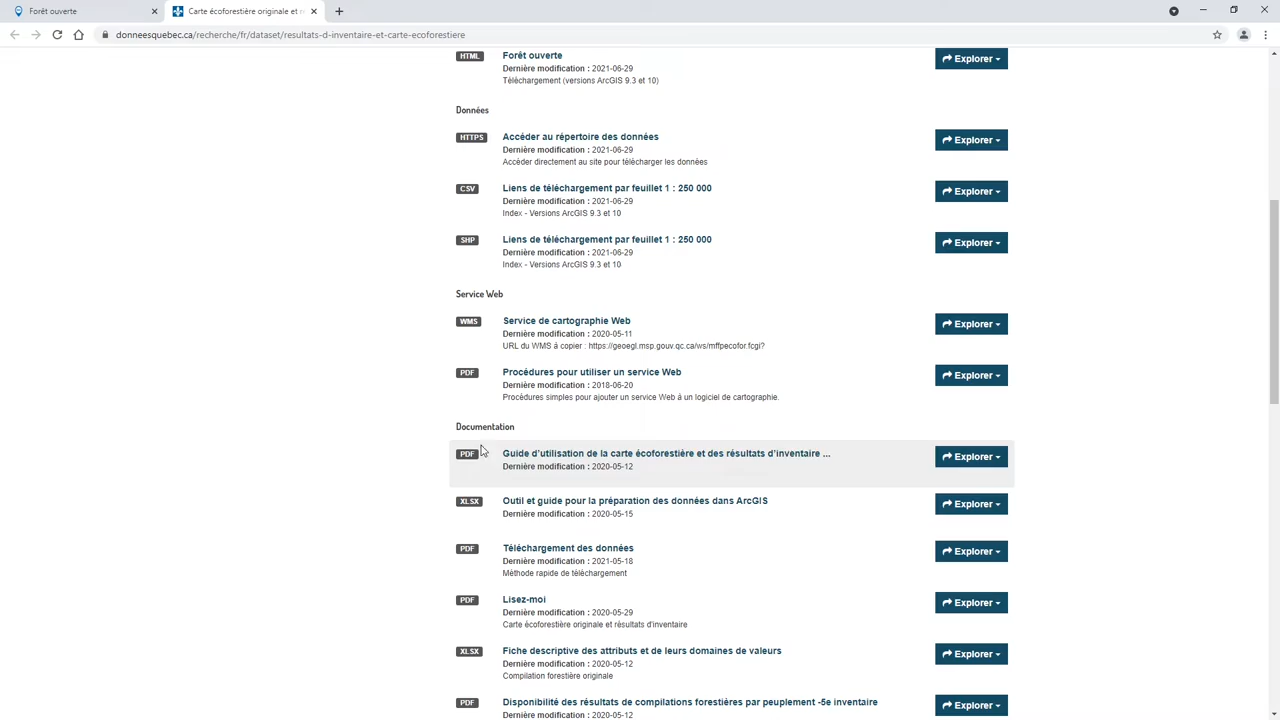 Forêt ouverte
Carte écoforestière originale et r
donneesquebec.ca/recherche/fr/dataset/resultats-d-inventaire-et-carte-ecoforestiere
HTML Forêt ouverte
Explorer
Dernière modification : 2021-06-29
Téléchargement (versions ArcGIS 9.3 et 10)
Données
HTTPS Accéder au répertoire des données
Explorer
Dernière modification : 2021-06-29
Accéder directement au site pour télécharger les données
CSV Liens de téléchargement par feuillet 1 : 250 000
Explorer
Dernière modification : 2021-06-29
Index - Versions ArcGIS 9.3 et 10
SHP Liens de téléchargement par feuillet 1 : 250 000
Explorer
Dernière modification : 2021-06-29
Index - Versions ArcGIS 9.3 et 10
Service Web
WMS Service de cartographie Web
Explorer
Dernière modification : 2020-05-11
URL du WMS à copier : https://geoegl.msp.gouv.qc.ca/ws/mffpecofor.fcgi?
PDF Procédures pour utiliser un service Web
Explorer
Dernière modification : 2018-06-20
Procédures simples pour ajouter un service Web à un logiciel de cartographie.
Documentation
PDF Guide d'utilisation de la carte écoforestière et des résultats d'inventaire ...
Explorer
Dernière modification : 2020-05-12
XLSX Outil et guide pour la préparation des données dans ArcGIS
Explorer
Dernière modification : 2020-05-15
PDF Téléchargement des données
Explorer
Dernière modification : 2021-05-18
Méthode rapide de téléchargement
PDF Lisez-moi
Explorer
Dernière modification : 2020-05-29
Carte écoforestière originale et résultats d'inventaire
XLSX Fiche descriptive des attributs et de leurs domaines de valeurs
Explorer
Dernière modification : 2020-05-12
Compilation forestière originale
PDF Disponibilité des résultats de compilations forestières par peuplement -5e inventaire
Explorer
Dernière modification : 2020-05-12